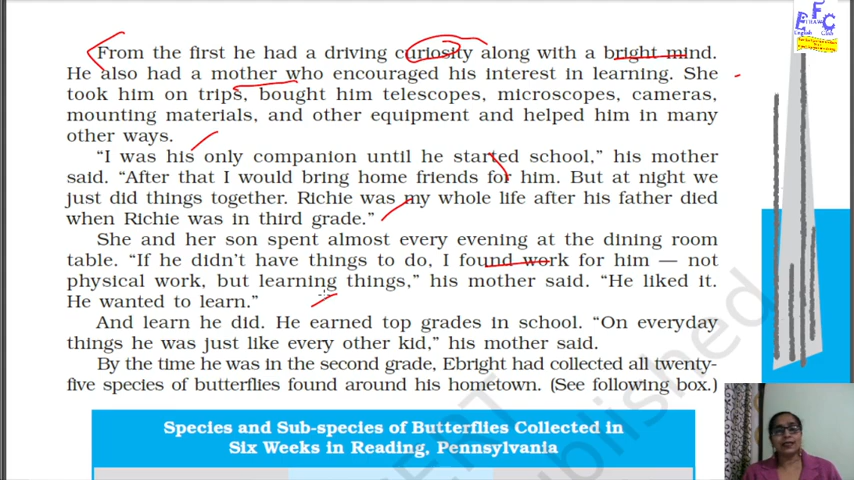 From the first he had a driving curiosity along with a bright mind.
He also had a mother who encouraged his interest in learning. She
took him on trips, bought him telescopes, microscopes, cameras,
mounting materials, and other equipment and helped him in many
other ways.
“I was his only companion until he started school,” his mother
said. “After that I would bring home friends for him. But at night we
just did things together. Richie was my whole life after his father died
when Richie was in third grade.”
She and her son spent almost every evening at the dining room
table. “If he didn’t have things to do, I found work for him — not
physical work, but learning things,” his mother said. “He liked it.
He wanted to learn.”
And learn he did. He earned top grades in school. “On everyday
things he was just like every other kid,” his mother said.
By the time he was in the second grade, Ebright had collected all twenty-
five species of butterflies found around his hometown. (See following box.)
Species and Sub-species of Butterflies Collected in
Six Weeks in Reading, Pennsylvania
EFC
English Club